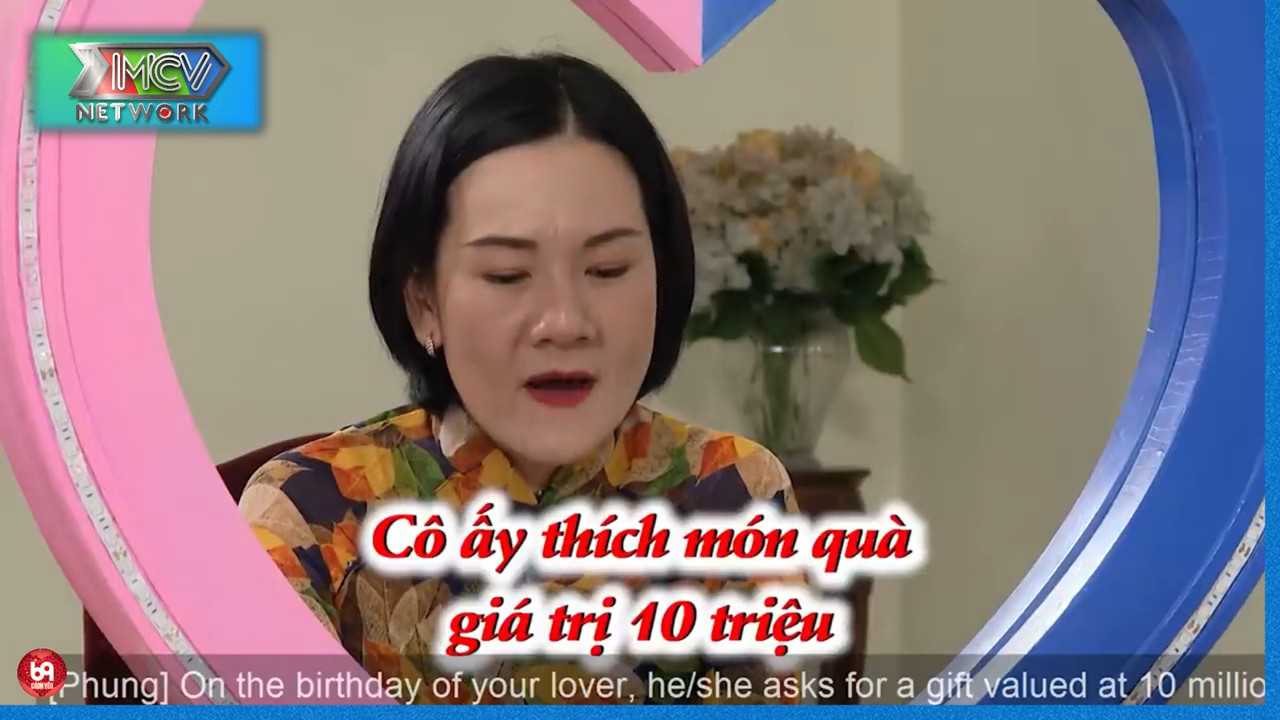 MCV
NETWORK
Cô ấy thích món quà
giá trị 10 triệu
[Phung] On the birthday of your lover, he/she asks for a gift valued at 10 millio